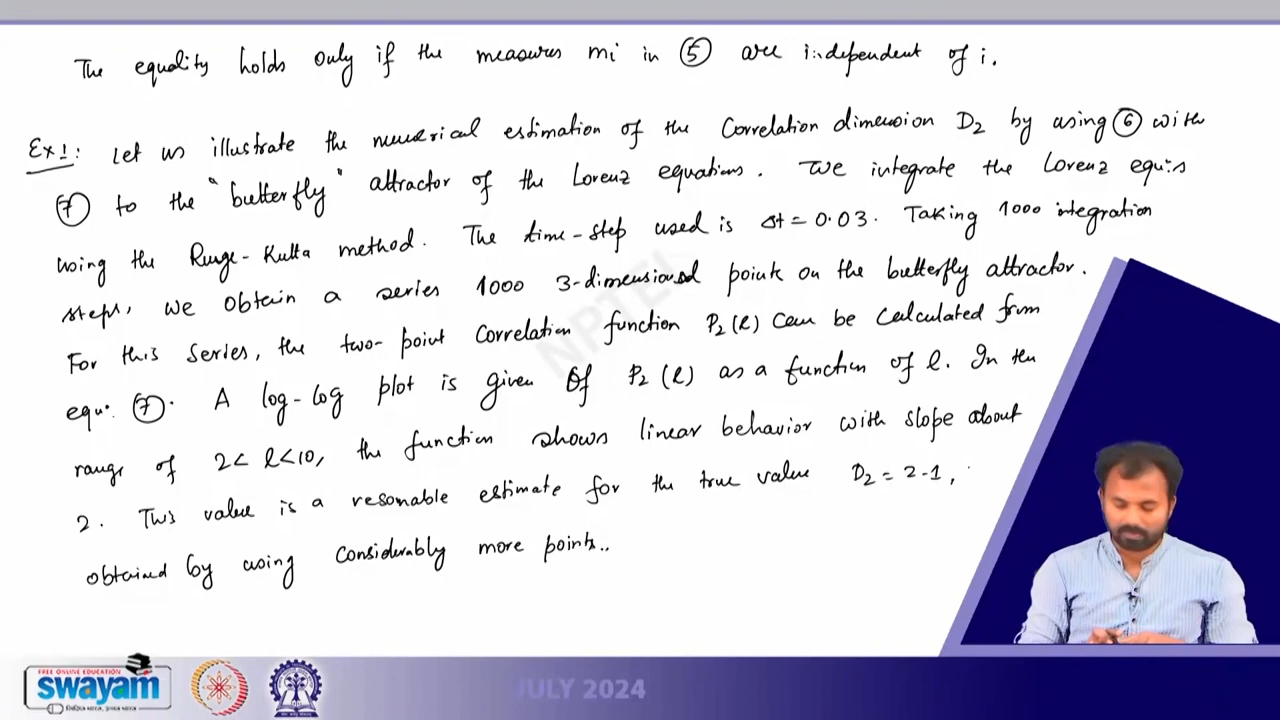 The equality holds only if the measures mi in ⑤ are independent of i.
Ex1: Let us illustrate the numerical estimation of the Correlation dimension D₂ by using ⑥ with
⑦ to the "butterfly" attractor of the Lorenz equations. We integrate the Lorenz equ:s
using the Runge-Kutta method. The time-step used is Δt = 0.03. Taking 1000 integration
steps, we obtain a series 1000 3-dimensional points on the butterfly attractor.
For this series, the two-point Correlation function P₂(l) can be calculated from
equ: ⑦. A log-log plot is given of P₂(l) as a function of l. In the
range of 2<l<10, the function shows linear behavior with slope about
2. This value is a resonable estimate for the true value D₂ = 2.1,
obtained by using considerably more points..
NPTEL
FREE ONLINE EDUCATION
swayam
JULY 2024